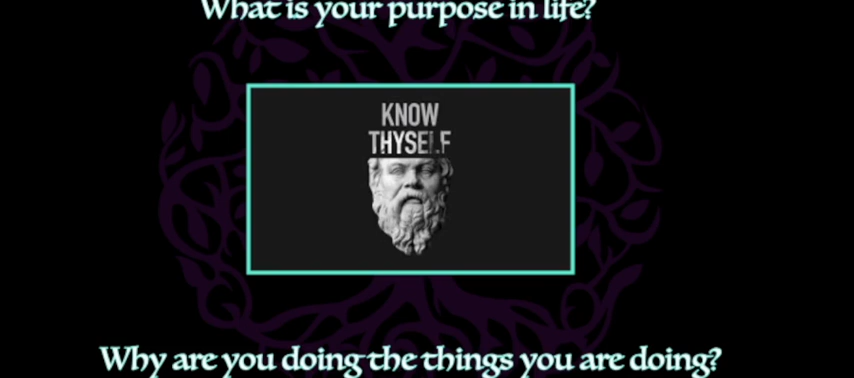 What is your purpose in life?
KNOW
THYSELF
Why are you doing the things you are doing?